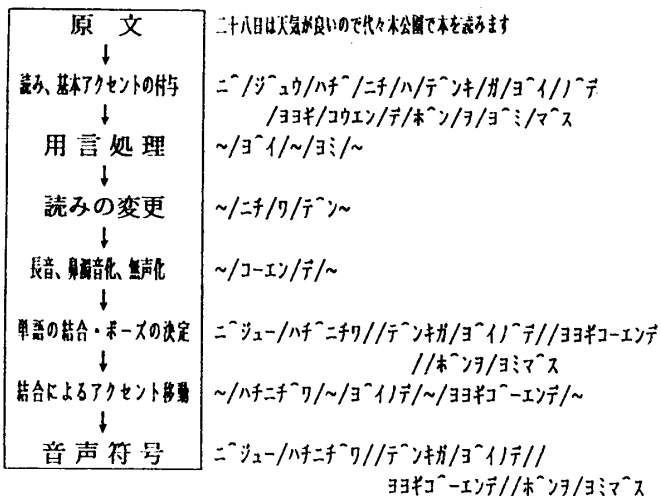 原 文 二十八日は天気が良いので代々木公園で本を読みます
↓
読み、基本アクセントの付与 ニ^/ジ^ュウ/ハチ^/ニチ/ハ/テ^ンキ/ガ/ヨ^イ/ノ^デ
↓ /ヨヨギ/コウエン/デ/ホ^ン/ヲ/ヨ^ミ/マ^ス
用言処理 ~/ヨ^イ/~/ヨミ/~
↓
読みの変更 ~/ニチ/ワ/テ^ン~
↓
長音、鼻濁音化、無声化 ~/コーエン/デ/~
↓
単語の結合・ポーズの決定 ニ^ジュー/ハチ^ニチワ//テ^ンキガ/ヨ^イノ^デ//ヨヨギコーエンデ
↓ //ホ^ンヲ/ヨミマ^ス
結合によるアクセント移動 ~/ハチニチ^ワ/~/ヨ^イノデ/~/ヨヨギコ^ーエンデ/~
↓
音声符号 ニ^ジュー/ハチニチ^ワ//テ^ンキガ/ヨ^イノデ//
ヨヨギコ^ーエンデ//ホ^ンヲ/ヨミマ^ス